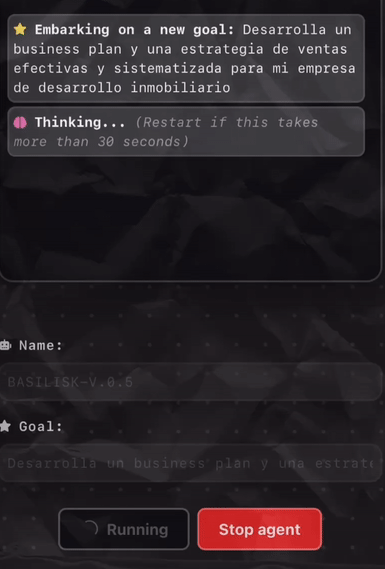 Embarking on a new goal: Desarrolla un
business plan y una estrategia de ventas
efectivas y sistematizada para mi empresa
de desarrollo inmobiliario
Thinking... (Restart if this takes
more than 30 seconds)
Name:
BASILISK-V.0.5
Goal:
Desarrolla un business plan y una estrate
Running
Stop agent